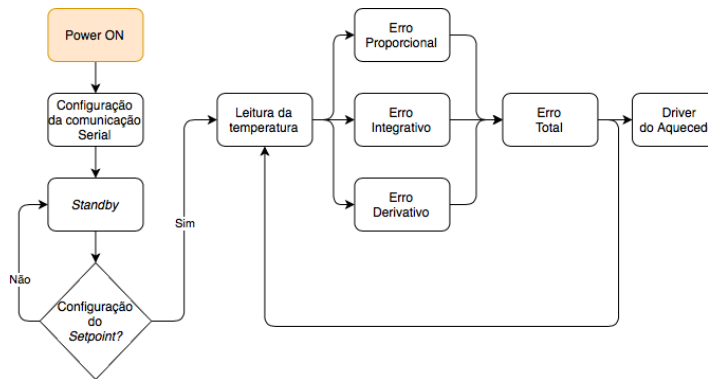 Power ON
Configuração
da comunicação
Serial
Standby
Não
Configuração
do
Setpoint?
Sim
Leitura da
temperatura
Erro
Proporcional
Erro
Integrativo
Erro
Derivativo
Erro
Total
Driver
do Aquecedo